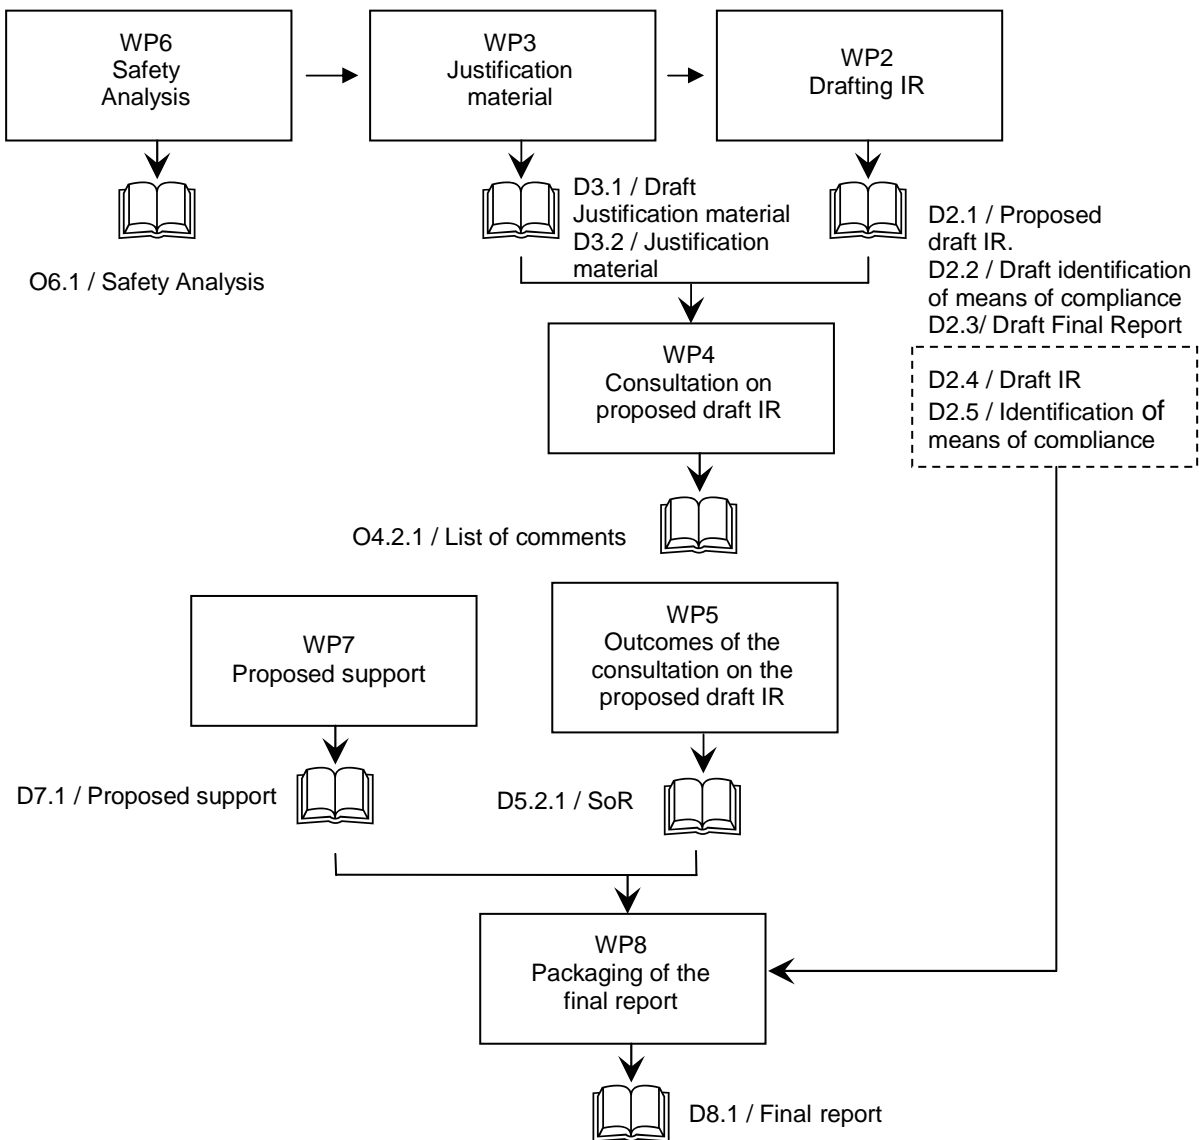 WP6
Safety
Analysis
WP3
Justification
material
WP2
Drafting IR
O6.1 / Safety Analysis
D3.1 / Draft
Justification material
D3.2 / Justification
material
D2.1 / Proposed
draft IR.
D2.2 / Draft identification
of means of compliance
D2.3/ Draft Final Report
D2.4 / Draft IR
D2.5 / Identification of
means of compliance
WP4
Consultation on
proposed draft IR
O4.2.1 / List of comments
WP7
Proposed support
WP5
Outcomes of the
consultation on the
proposed draft IR
D7.1 / Proposed support
D5.2.1 / SoR
WP8
Packaging of the
final report
D8.1 / Final report